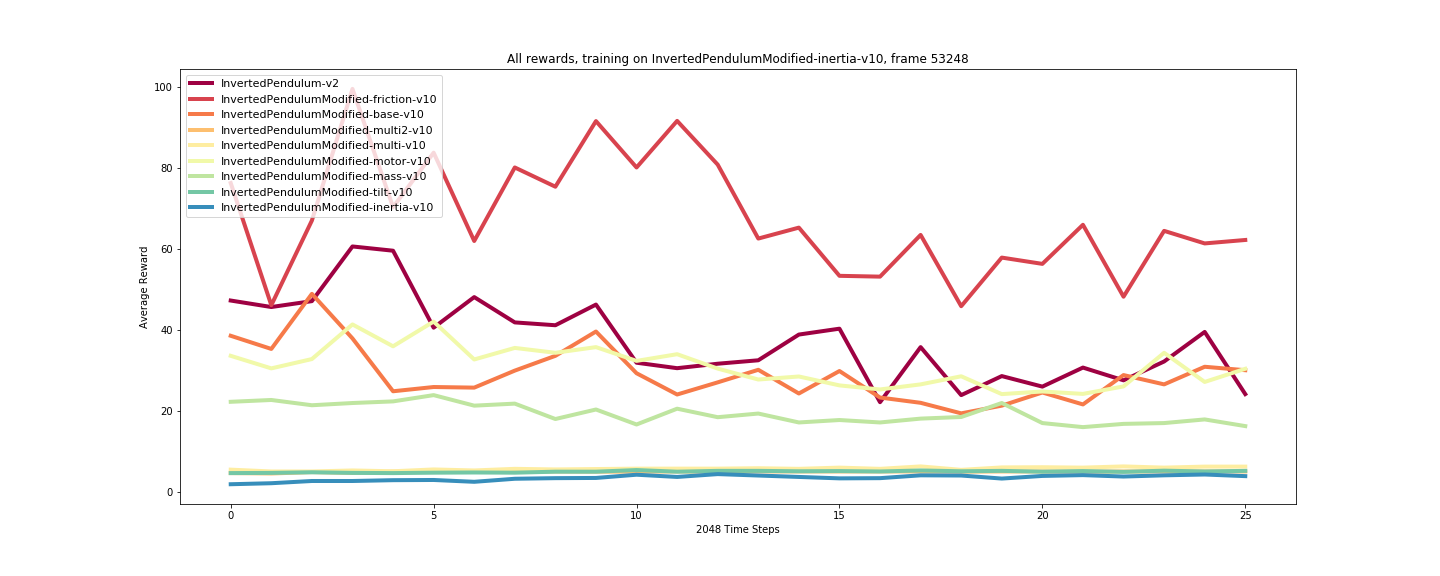 All rewards, training on InvertedPendulumModified-inertia-v10, frame 53248
InvertedPendulum-v2
InvertedPendulumModified-friction-v10
InvertedPendulumModified-base-v10
InvertedPendulumModified-multi2-v10
InvertedPendulumModified-multi-v10
InvertedPendulumModified-motor-v10
InvertedPendulumModified-mass-v10
InvertedPendulumModified-tilt-v10
InvertedPendulumModified-inertia-v10
100
80
60
40
20
0
Average Reward
0 5 10 15 20 25
2048 Time Steps